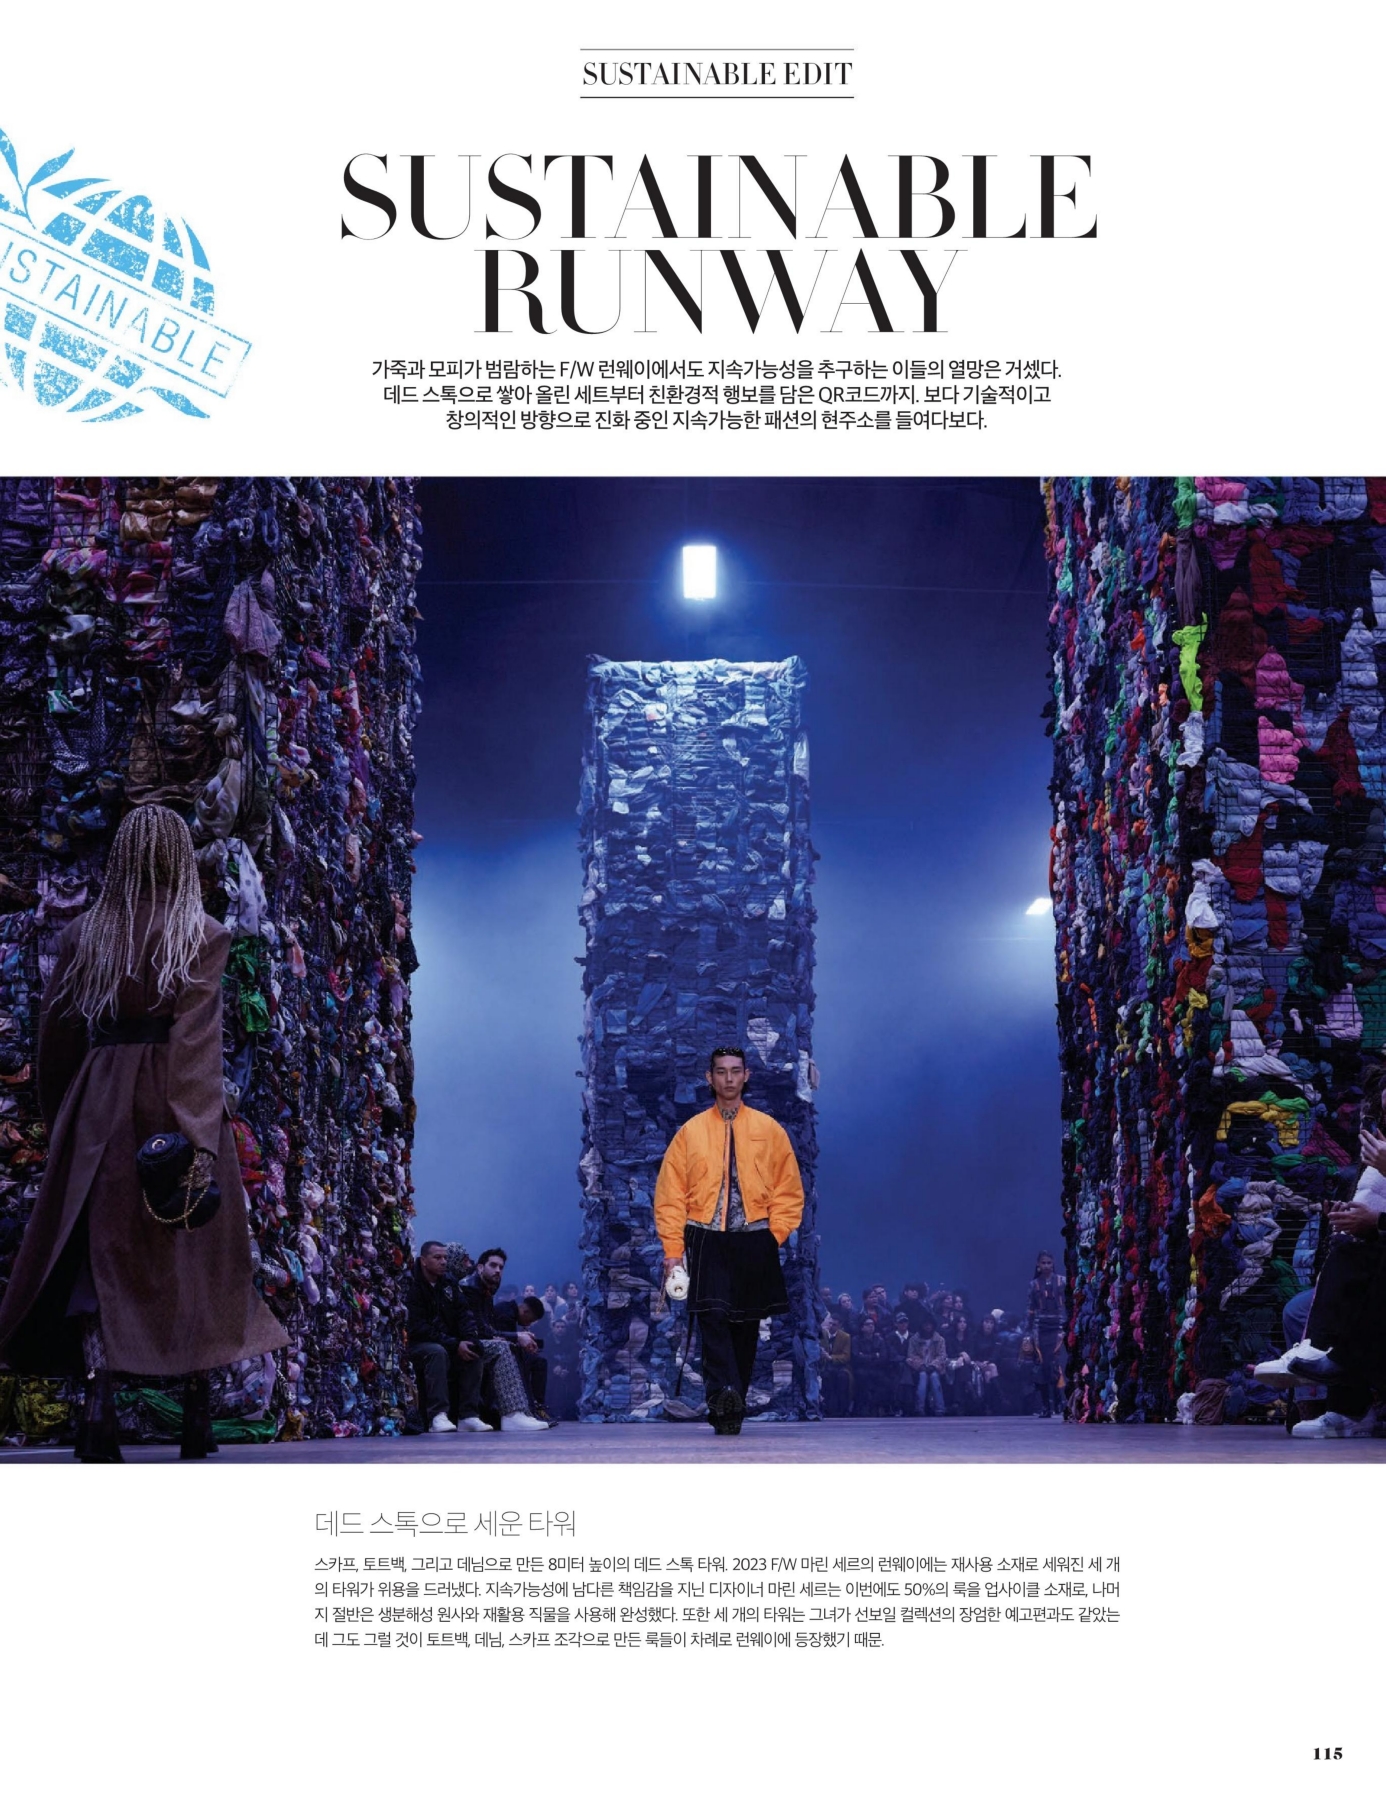 SUSTAINABLE EDIT
SUSTAINABLE
RUNWAY
가죽과 모피가 범람하는 F/W 런웨이에서도 지속가능성을 추구하는 이들의 열망은 거셌다.
데드 스톡으로 쌓아 올린 세트부터 친환경적 행보를 담은 QR코드까지. 보다 기술적이고
창의적인 방향으로 진화 중인 지속가능한 패션의 현주소를 들여다보다.
STAINABLE
데드 스톡으로 세운 타워
스카프, 토트백, 그리고 데님으로 만든 8미터 높이의 데드 스톡 타워. 2023 F/W 마린 세르의 런웨이에는 재사용 소재로 세워진 세 개
의 타워가 위용을 드러냈다. 지속가능성에 남다른 책임감을 지닌 디자이너 마린 세르는 이번에도 50%의 룩을 업사이클 소재로, 나머
지 절반은 생분해성 원사와 재활용 직물을 사용해 완성했다. 또한 세 개의 타워는 그녀가 선보일 컬렉션의 장엄한 예고편과도 같았는
데 그도 그럴 것이 토트백, 데님, 스카프 조각으로 만든 룩들이 차례로 런웨이에 등장했기 때문.
115